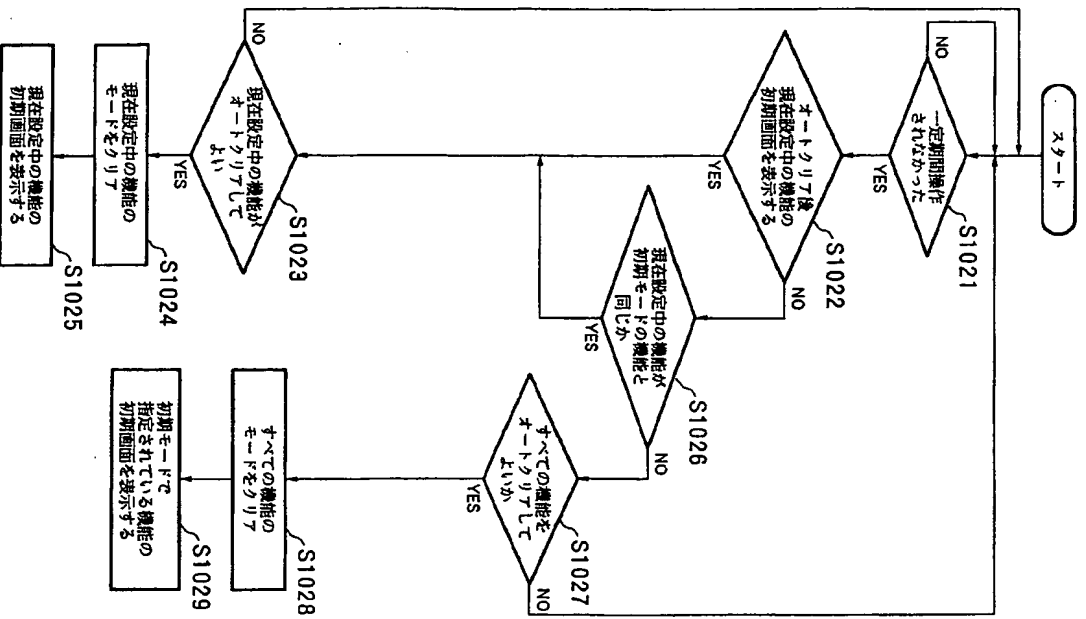 スタート
一定期間操作
されなかった
S1021
NO
YES
オートクリア後
現在設定中の機能の
初期画面を表示する
S1022
NO
YES
現在設定中の機能が
初期モードの機能と
同じか
S1026
NO
YES
現在設定中の機能が
オートクリアして
よい
S1023
NO
YES
現在設定中の機能の
モードをクリア
S1024
現在設定中の機能の
初期画面を表示する
S1025
すべての機能を
オートクリアして
よいか
S1027
NO
YES
すべての機能の
モードをクリア
S1028
初期モードで
指定されている機能の
初期画面を表示する
S1029